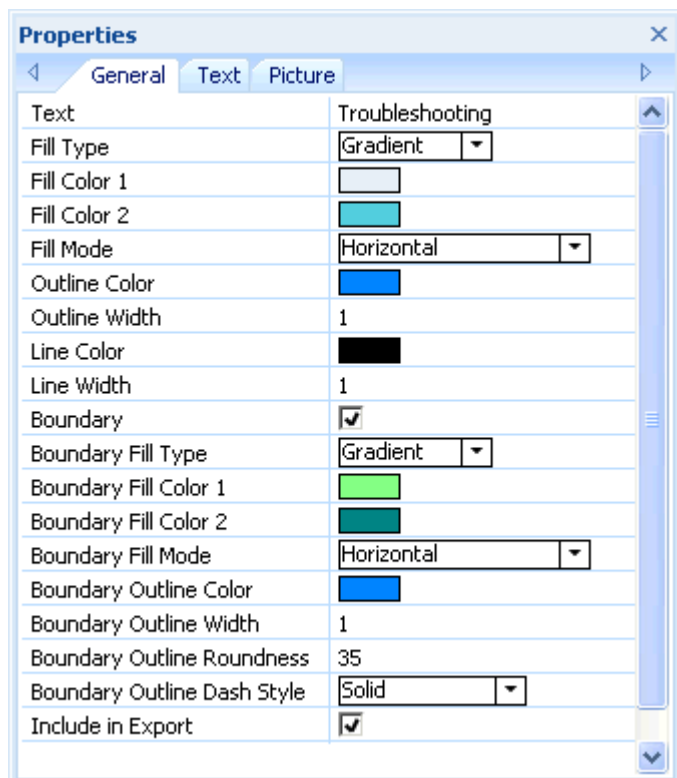 Properties
General Text Picture
Text Troubleshooting
Fill Type Gradient
Fill Color 1
Fill Color 2
Fill Mode Horizontal
Outline Color
Outline Width 1
Line Color
Line Width 1
Boundary
Boundary Fill Type Gradient
Boundary Fill Color 1
Boundary Fill Color 2
Boundary Fill Mode Horizontal
Boundary Outline Color
Boundary Outline Width 1
Boundary Outline Roundness 35
Boundary Outline Dash Style Solid
Include in Export